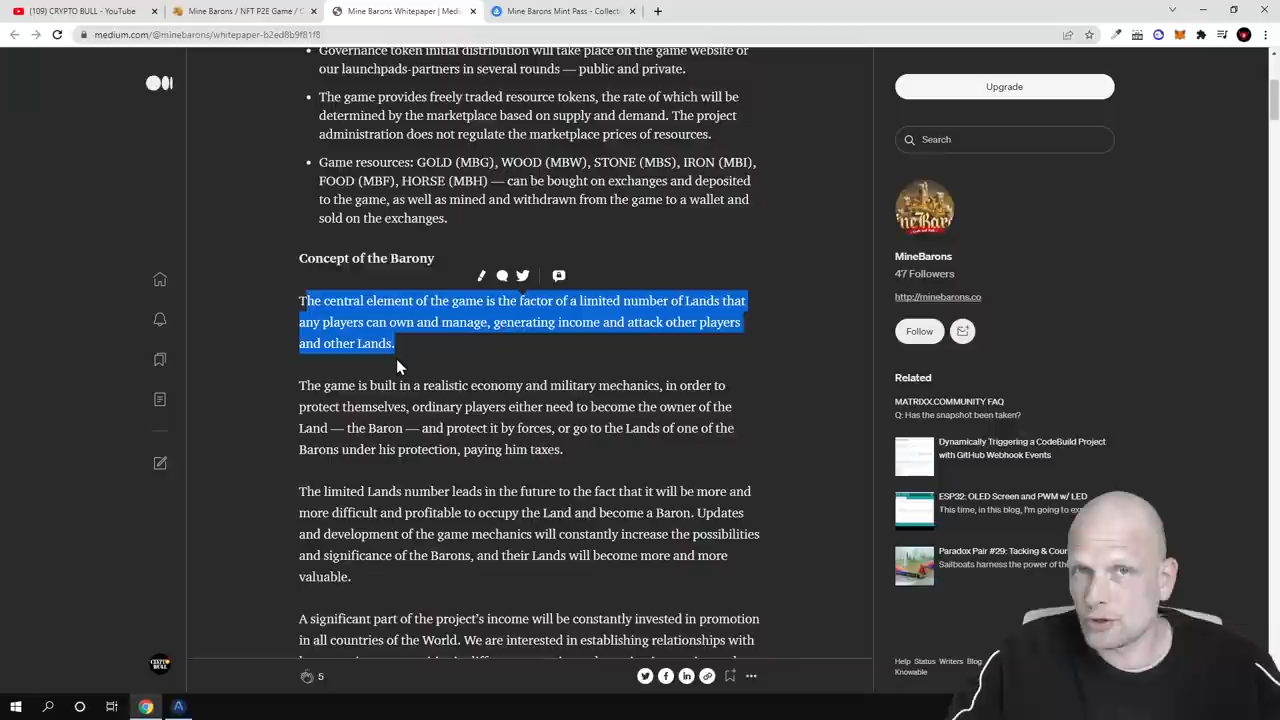 (109) CRYPTO BULL - YouTube
Mine Barons / NFT P2E Game / C
Mine Barons Whitepaper | Medi
Mine Barons Mint Pass - Collecti
medium.com/@minebarons/whitepaper-b2ed8b9f81f8
Governance token initial distribution will take place on the game website or
our launchpads-partners in several rounds — public and private.
The game provides freely traded resource tokens, the rate of which will be
determined by the marketplace based on supply and demand. The project
administration does not regulate the marketplace prices of resources.
Game resources: GOLD (MBG), WOOD (MBW), STONE (MBS), IRON (MBI),
FOOD (MBF), HORSE (MBH) — can be bought on exchanges and deposited
to the game, as well as mined and withdrawn from the game to a wallet and
sold on the exchanges.
Concept of the Barony
The central element of the game is the factor of a limited number of Lands that
any players can own and manage, generating income and attack other players
and other Lands.
The game is built in a realistic economy and military mechanics, in order to
protect themselves, ordinary players either need to become the owner of the
Land — the Baron — and protect it by forces, or go to the Lands of one of the
Barons under his protection, paying him taxes.
The limited Lands number leads in the future to the fact that it will be more and
more difficult and profitable to occupy the Land and become a Baron. Updates
and development of the game mechanics will constantly increase the possibilities
and significance of the Barons, and their Lands will become more and more
valuable.
A significant part of the project's income will be constantly invested in promotion
in all countries of the World. We are interested in establishing relationships with
5
Upgrade
Search
MineBarons
47 Followers
http://minebarons.co
Follow
Related
MATRIXX.COMMUNITY FAQ
Q: Has the snapshot been taken?
Dynamically Triggering a CodeBuild Project
with GitHub Webhook Events
ESP32: OLED Screen and PWM w/ LED
This time, in this blog, I'm going to
Paradox Pair #29: Tacking &
Sailboats harness the power of
Help Status Writers Blog
Knowable